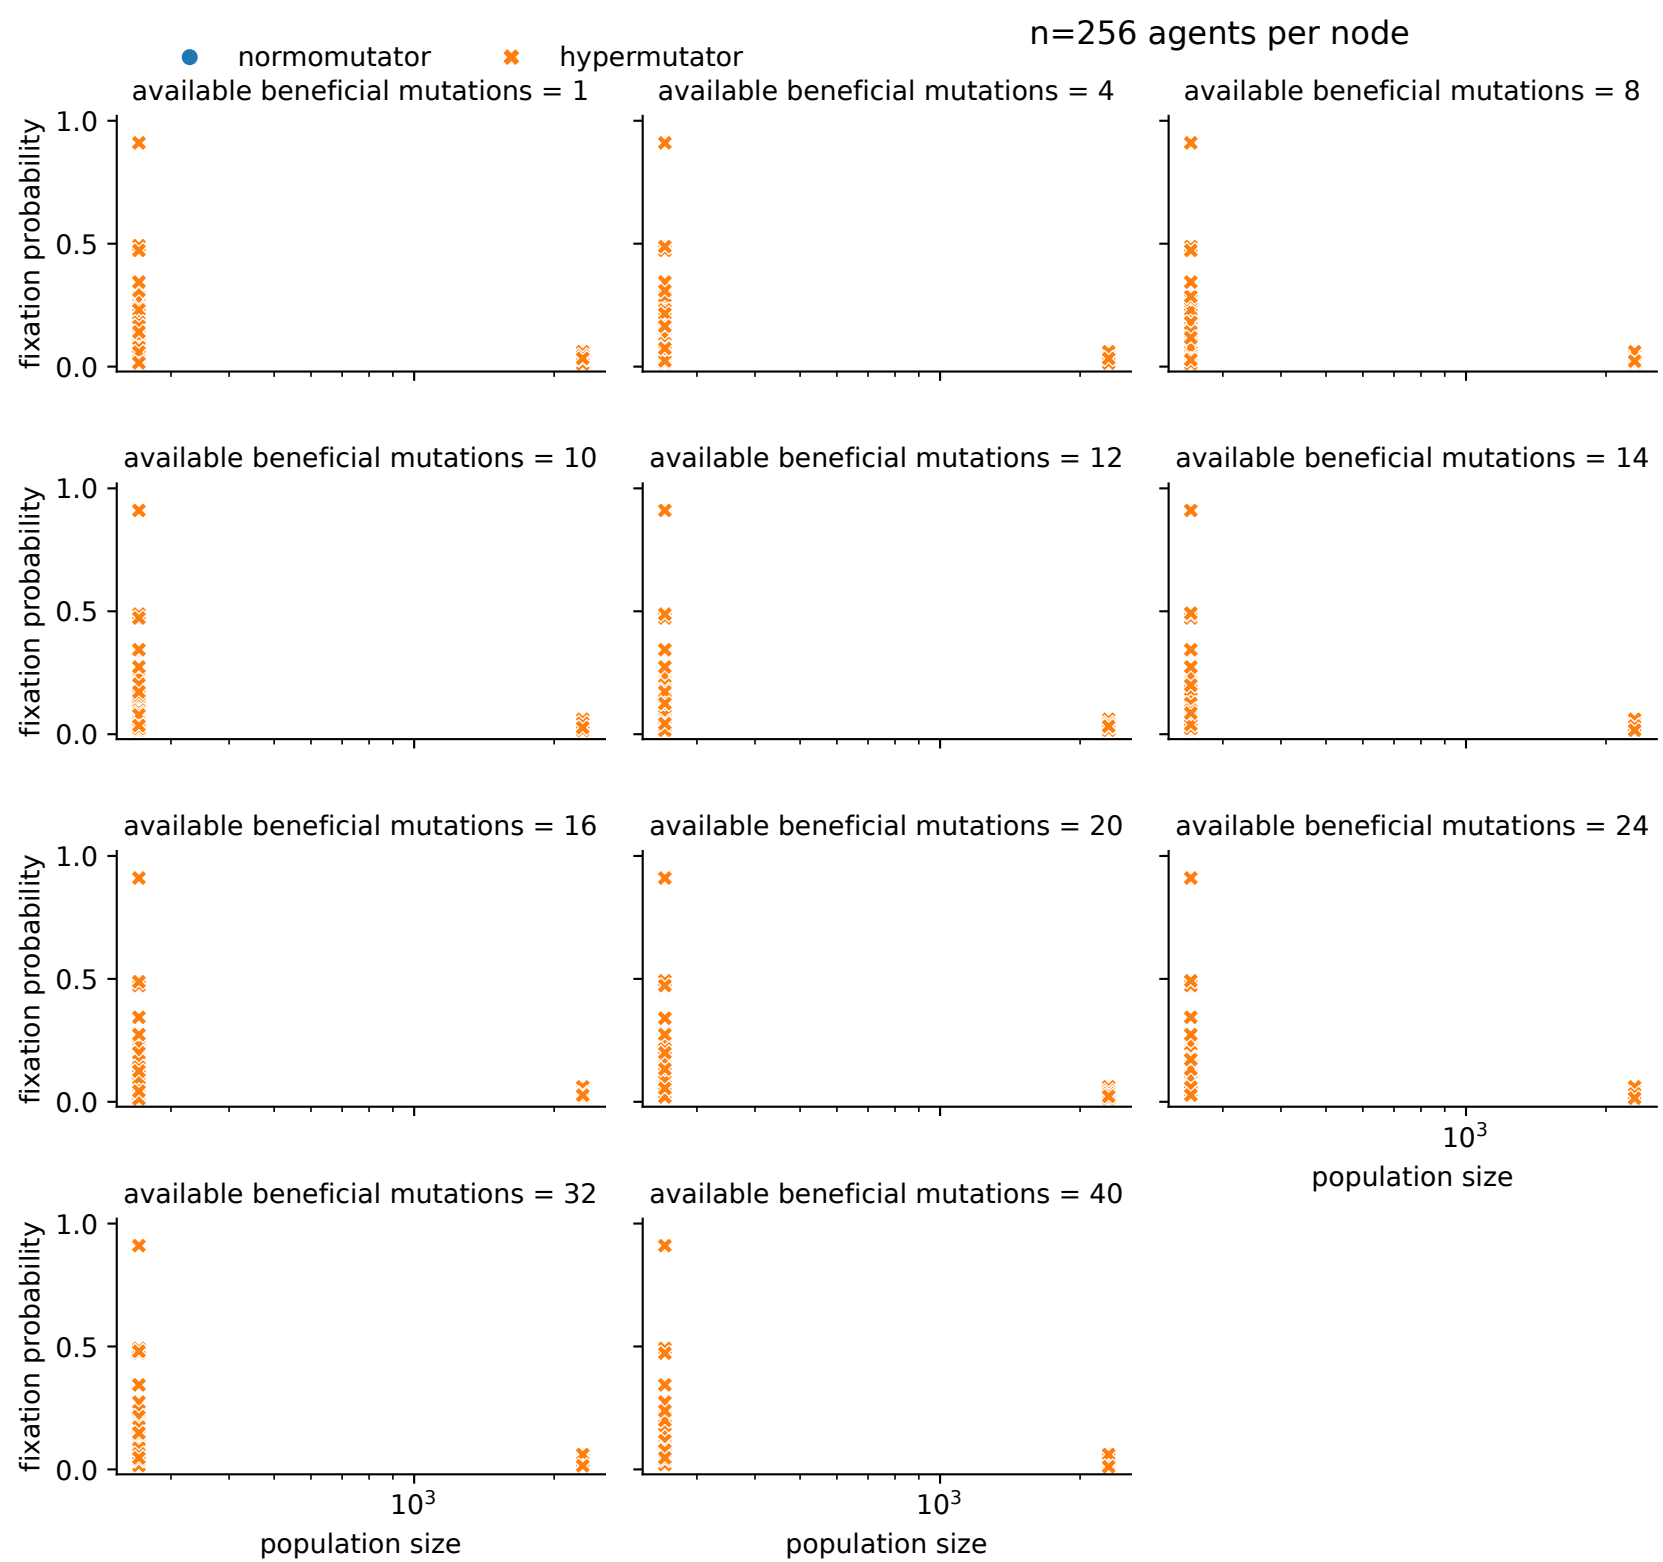 n=256 agents per node
normomutator hypermutator
available beneficial mutations = 1 available beneficial mutations = 4 available beneficial mutations = 8
fixation probability
1.0
0.5
0.0
available beneficial mutations = 10 available beneficial mutations = 12 available beneficial mutations = 14
fixation probability
1.0
0.5
0.0
available beneficial mutations = 16 available beneficial mutations = 20 available beneficial mutations = 24
fixation probability
1.0
0.5
0.0
10³
population size
available beneficial mutations = 32 available beneficial mutations = 40
fixation probability
1.0
0.5
0.0
10³ 10³
population size population size